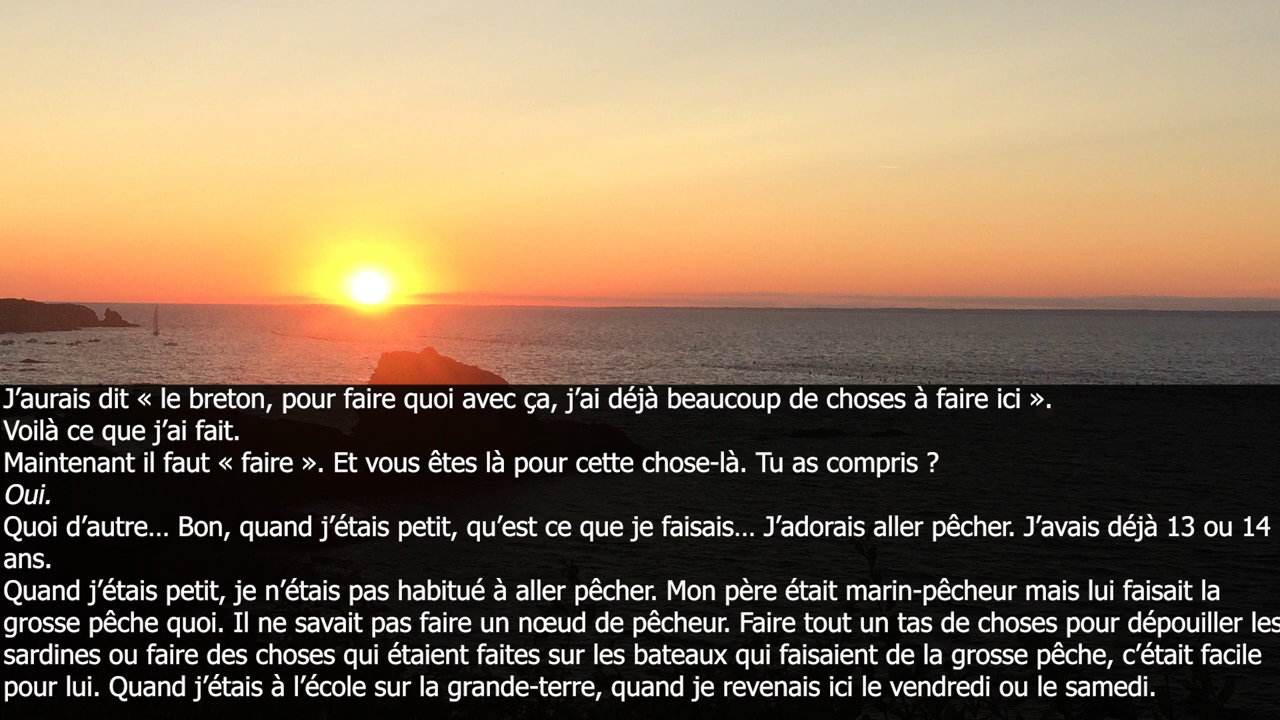 J’aurais dit « le breton, pour faire quoi avec ça, j’ai déjà beaucoup de choses à faire ici ».
Voilà ce que j’ai fait.
Maintenant il faut « faire ». Et vous êtes là pour cette chose-là. Tu as compris ?
Oui.
Quoi d’autre... Bon, quand j’étais petit, qu’est ce que je faisais... J’adorais aller pêcher. J’avais déjà 13 ou 14
ans.
Quand j’étais petit, je n’étais pas habitué à aller pêcher. Mon père était marin-pêcheur mais lui faisait la
grosse pêche quoi. Il ne savait pas faire un nœud de pêcheur. Faire tout un tas de choses pour dépouiller les
sardines ou faire des choses qui étaient faites sur les bateaux qui faisaient de la grosse pêche, c’était facile
pour lui. Quand j’étais à l’école sur la grande-terre, quand je revenais ici le vendredi ou le samedi.